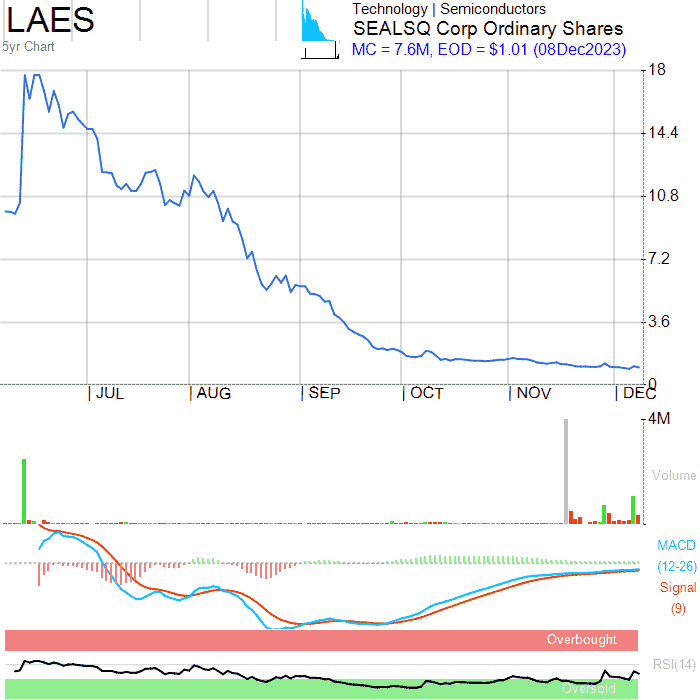 LAES
5yr Chart
Technology | Semiconductors
SEALSQ Corp Ordinary Shares
MC = 7.6M, EOD = $1.01 (08Dec2023)
18
14.4
10.8
7.2
3.6
0
JUL
AUG
SEP
OCT
NOV
DEC
4M
Volume
MACD
(12-26)
Signal
(9)
Overbought
RSI(14)
Oversold